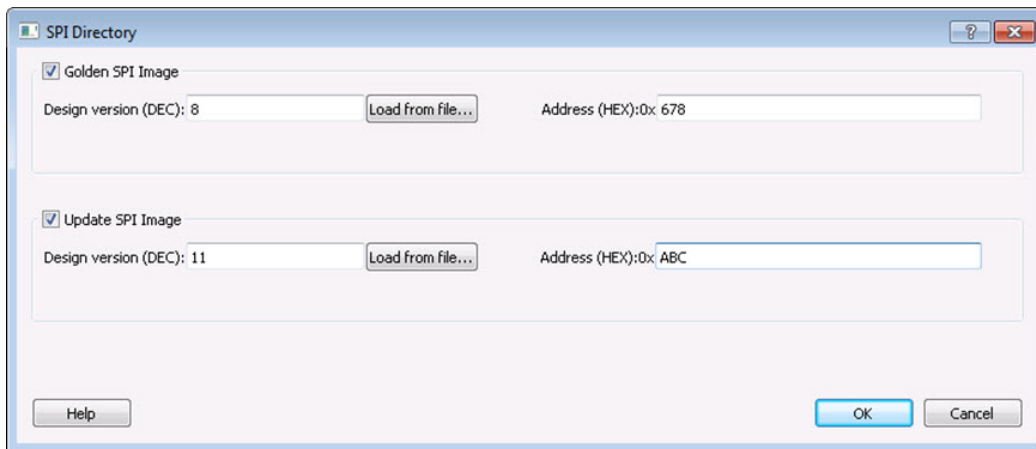 SPI Directory
Golden SPI Image
Design version (DEC): 8 Load from file... Address (HEX):0x 678
Update SPI Image
Design version (DEC): 11 Load from file... Address (HEX):0x ABC
Help OK Cancel